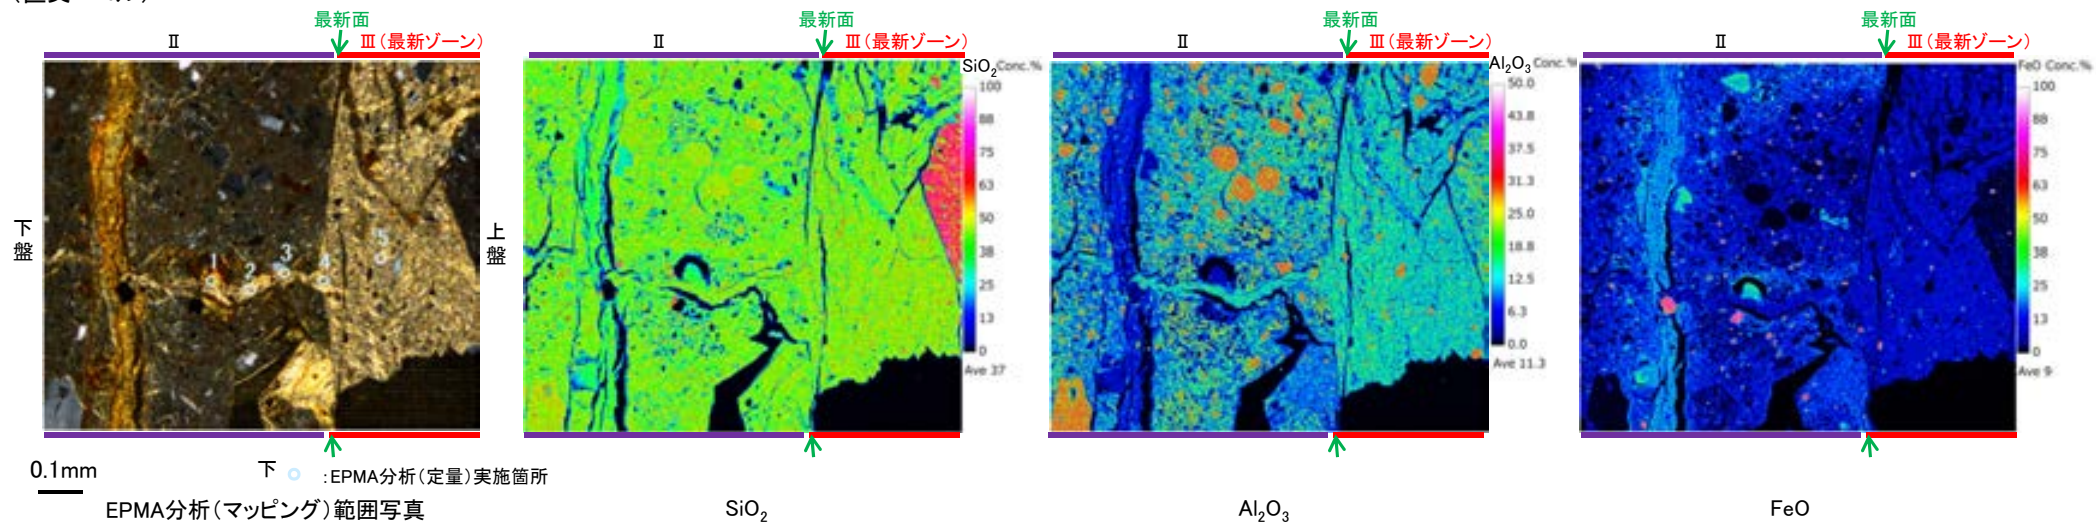 最新面
Ⅱ
Ⅲ(最新ゾーン)
下盤
上盤
1
2
3
4
5
0.1mm
下
:EPMA分析(定量)実施箇所
EPMA分析(マッピング)範囲写真
最新面
Ⅱ
Ⅲ(最新ゾーン)
SiO₂ Conc.%
100
88
75
63
50
38
25
13
0
Ave 37
SiO₂
最新面
Ⅱ
Ⅲ(最新ゾーン)
Al₂O₃ Conc.%
50.0
43.8
37.5
31.3
25.0
18.8
12.5
6.3
0.0
Ave 11.3
Al₂O₃
最新面
Ⅱ
Ⅲ(最新ゾーン)
FeO Conc.%
100
88
75
63
50
38
25
13
0
Ave 9
FeO